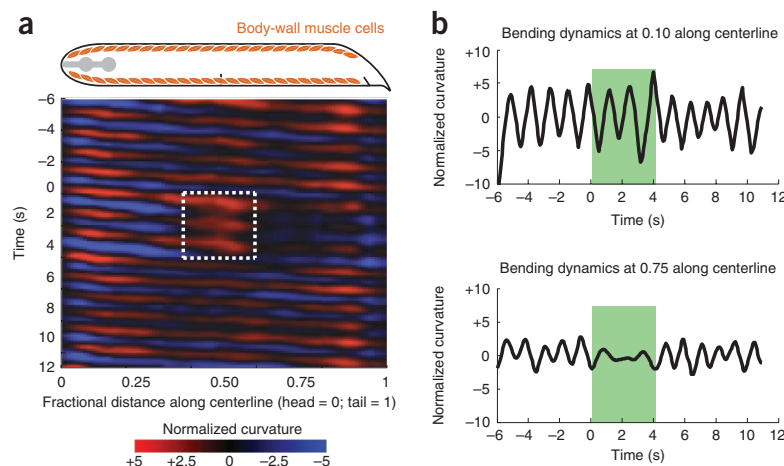 a
Body-wall muscle cells
−6
−4
−2
0
2
4
6
8
10
12
Time (s)
0 0.25 0.50 0.75 1
Fractional distance along centerline (head = 0; tail = 1)
Normalized curvature
+5 +2.5 0 −2.5 −5
b
Bending dynamics at 0.10 along centerline
+10
+5
0
−5
−10
Normalized curvature
−6 −4 −2 0 2 4 6 8 10 12
Time (s)
Bending dynamics at 0.75 along centerline
+10
+5
0
−5
−10
Normalized curvature
−6 −4 −2 0 2 4 6 8 10 12
Time (s)